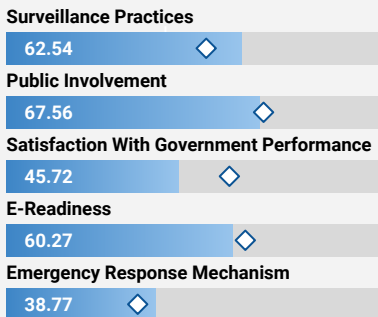 Surveillance Practices
62.54
Public Involvement
67.56
Satisfaction With Government Performance
45.72
E-Readiness
60.27
Emergency Response Mechanism
38.77